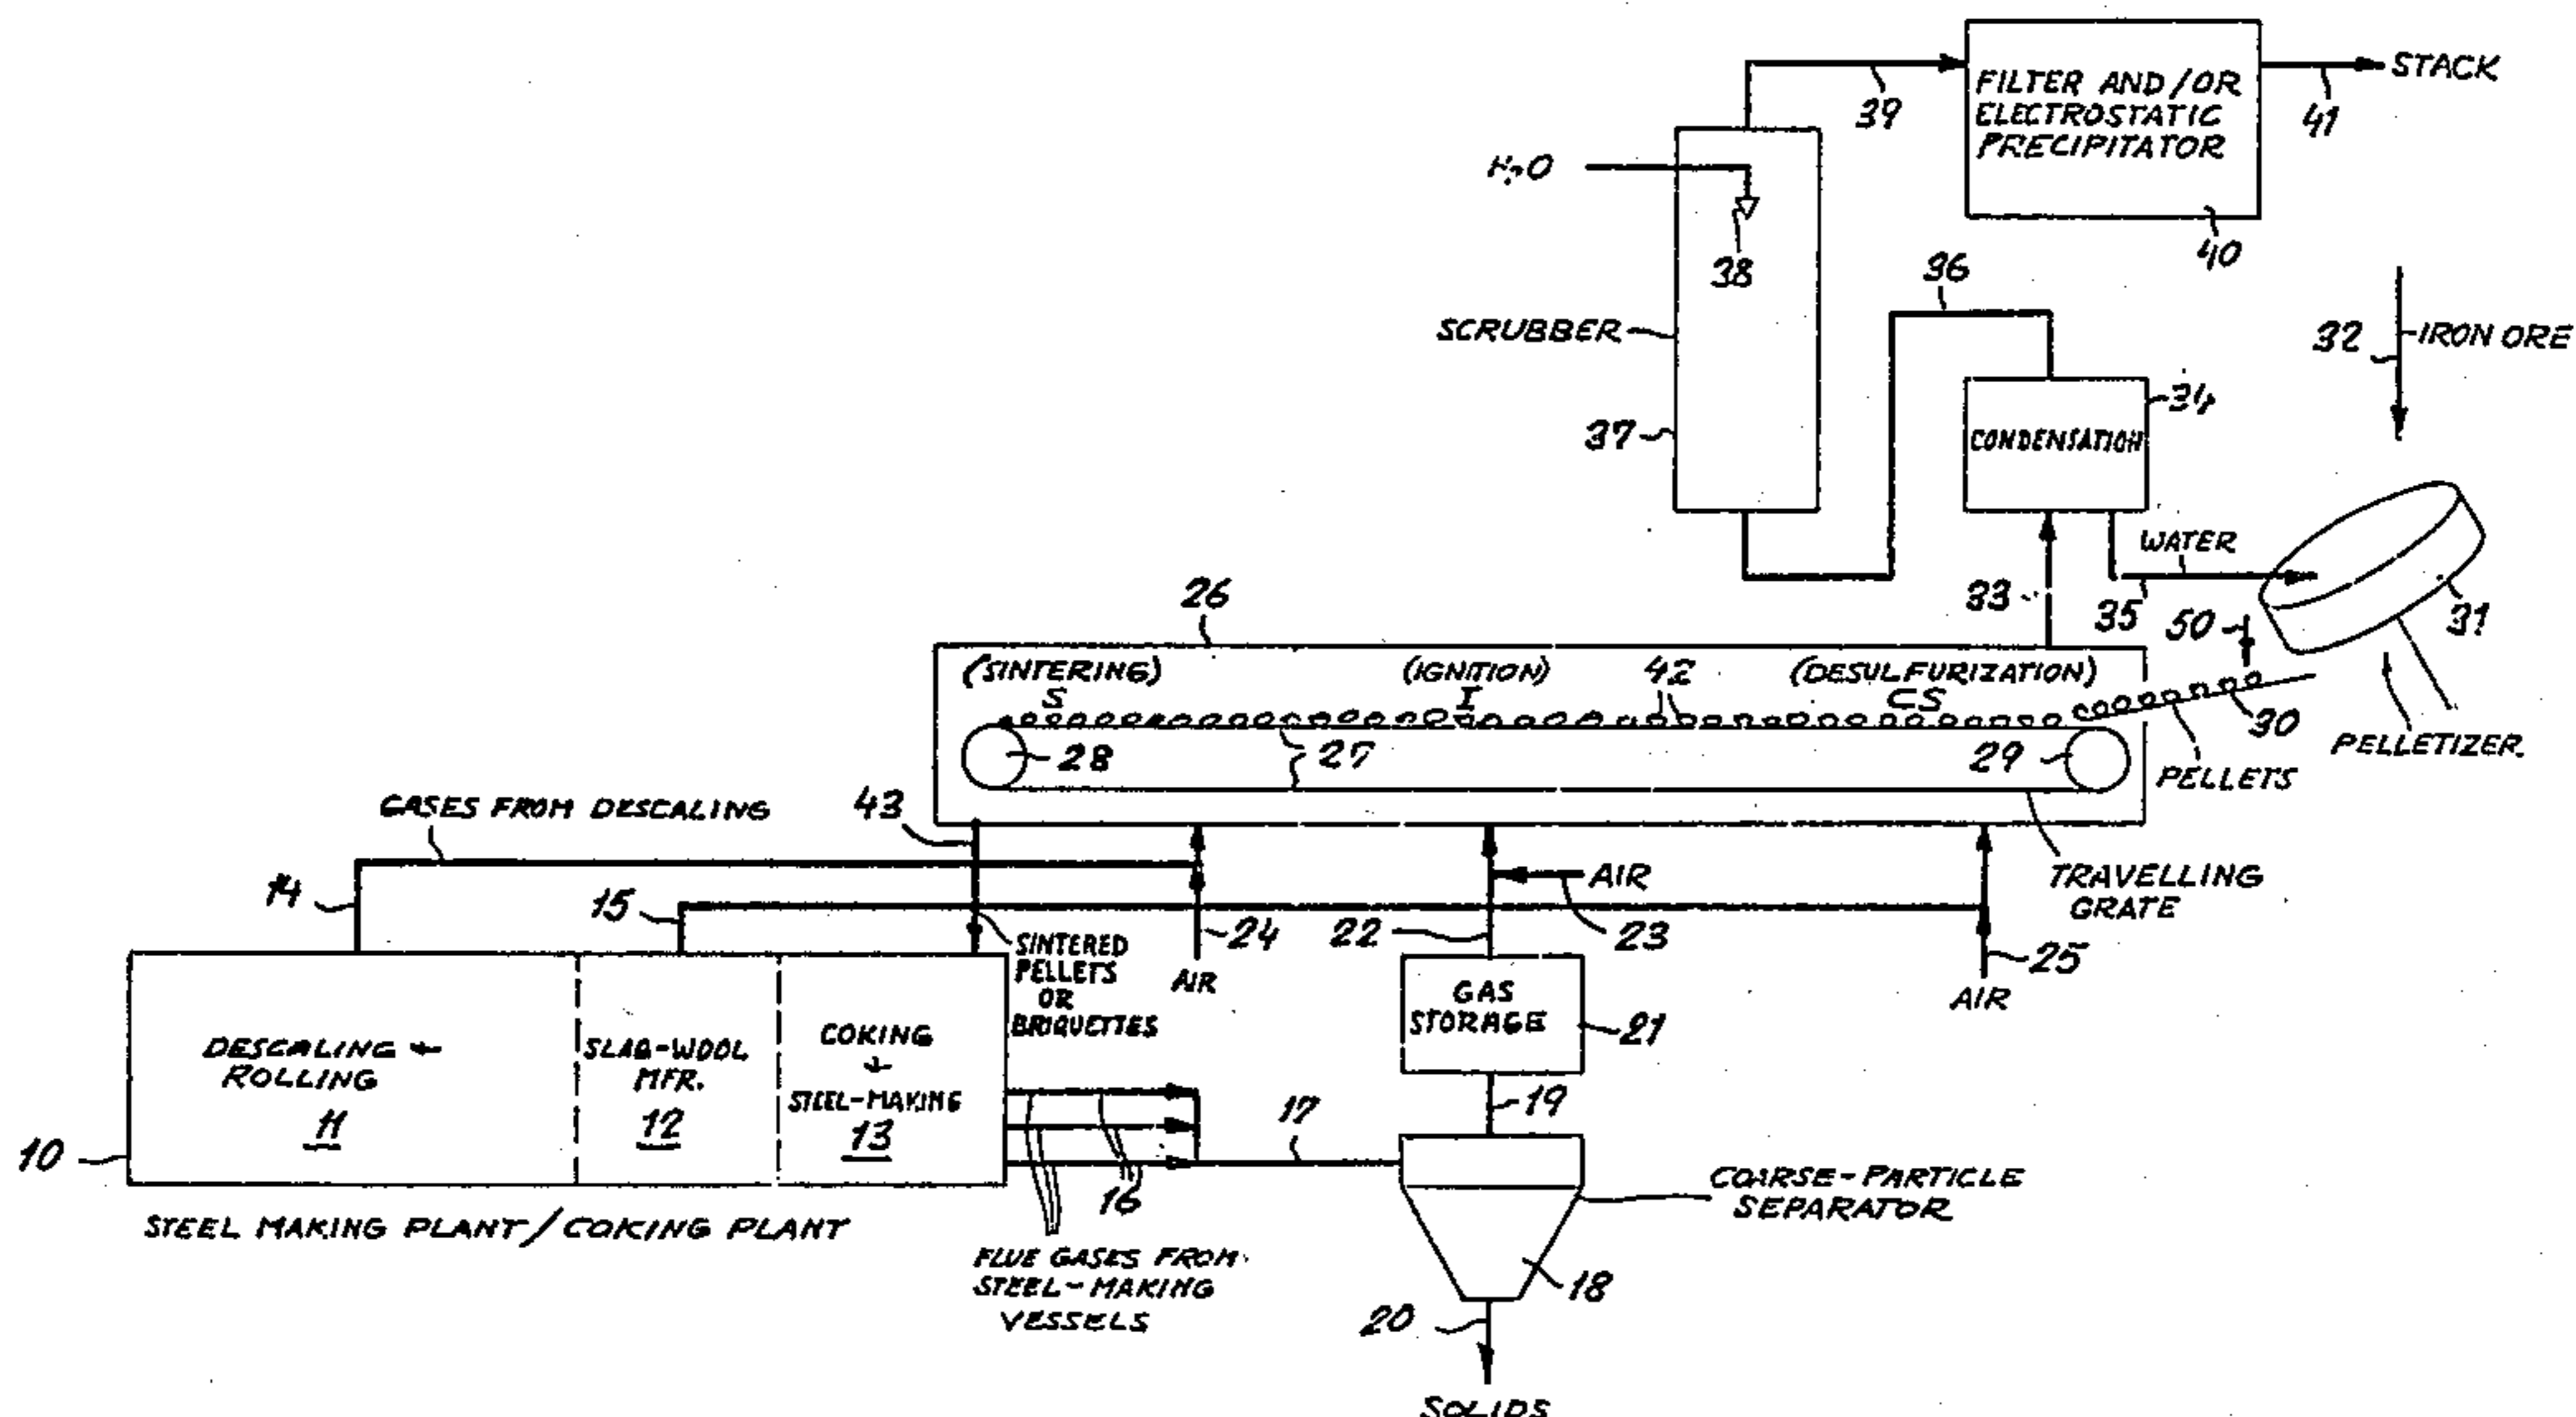 STACK
FILTER AND/OR
ELECTROSTATIC
PRECIPITATOR
39
41
40
H2O
38
36
SCRUBBER
32
IRON ORE
34
CONDENSATION
37
WATER
33
35
50
31
26
(SINTERING)
S
(IGNITION)
I
42
(DESULFURIZATION)
CS
28
27
29
30
PELLETS
PELLETIZER.
GASES FROM DESCALING
43
AIR
TRAVELLING
GRATE
14
15
24
22
23
25
SINTERED
PELLETS
OR
BRIQUETTES
AIR
AIR
GAS
STORAGE
21
DESCALING +
ROLLING
11
SLAG-WOOL
MFR.
12
COKING
+
STEEL-MAKING
13
10
19
17
16
COARSE-PARTICLE
SEPARATOR
STEEL MAKING PLANT/COKING PLANT
FLUE GASES FROM
STEEL-MAKING
VESSELS
18
20
SOLIDS